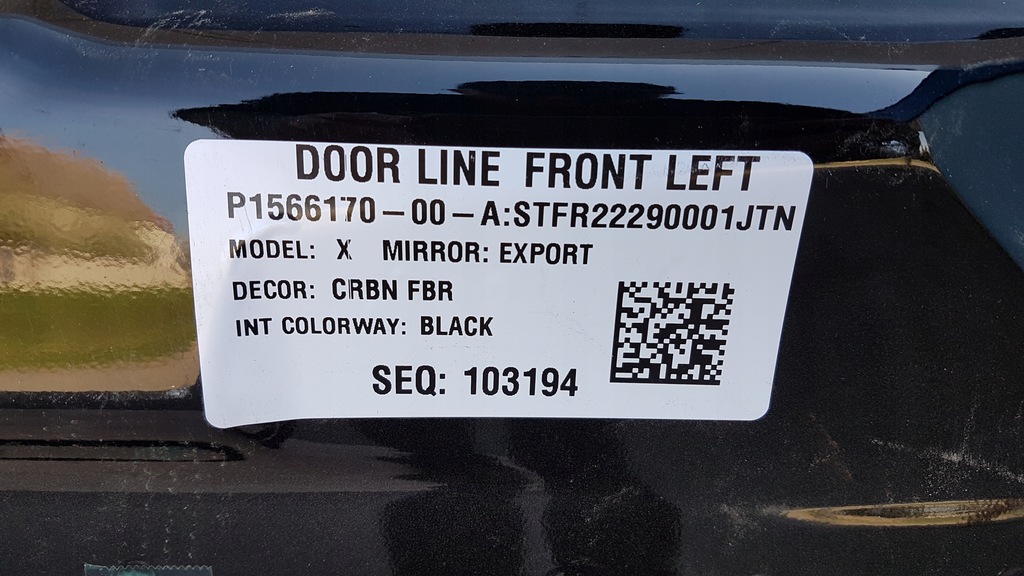 DOOR LINE FRONT LEFT
P1566170-00-A:STFR22290001JTN
MODEL: X MIRROR: EXPORT
DECOR: CRBN FBR
INT COLORWAY: BLACK
SEQ: 103194